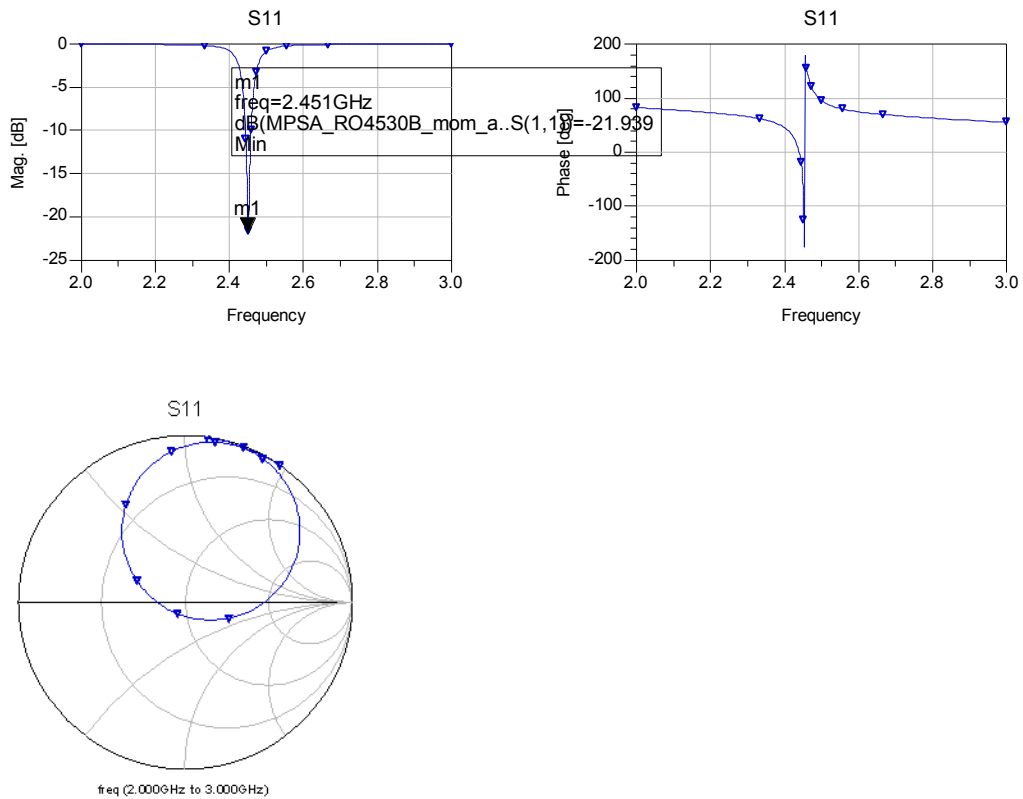 S11
0
-5
-10
-15
-20
-25
Mag. [dB]
m1
freq=2.451GHz
dB(MPSA_RO4530B_mom_a..S(1,1))=-21.939
Min
m1
2.0 2.2 2.4 2.6 2.8 3.0
Frequency
S11
200
100
0
-100
-200
Phase [deg]
2.0 2.2 2.4 2.6 2.8 3.0
Frequency
S11
freq (2.000GHz to 3.000GHz)